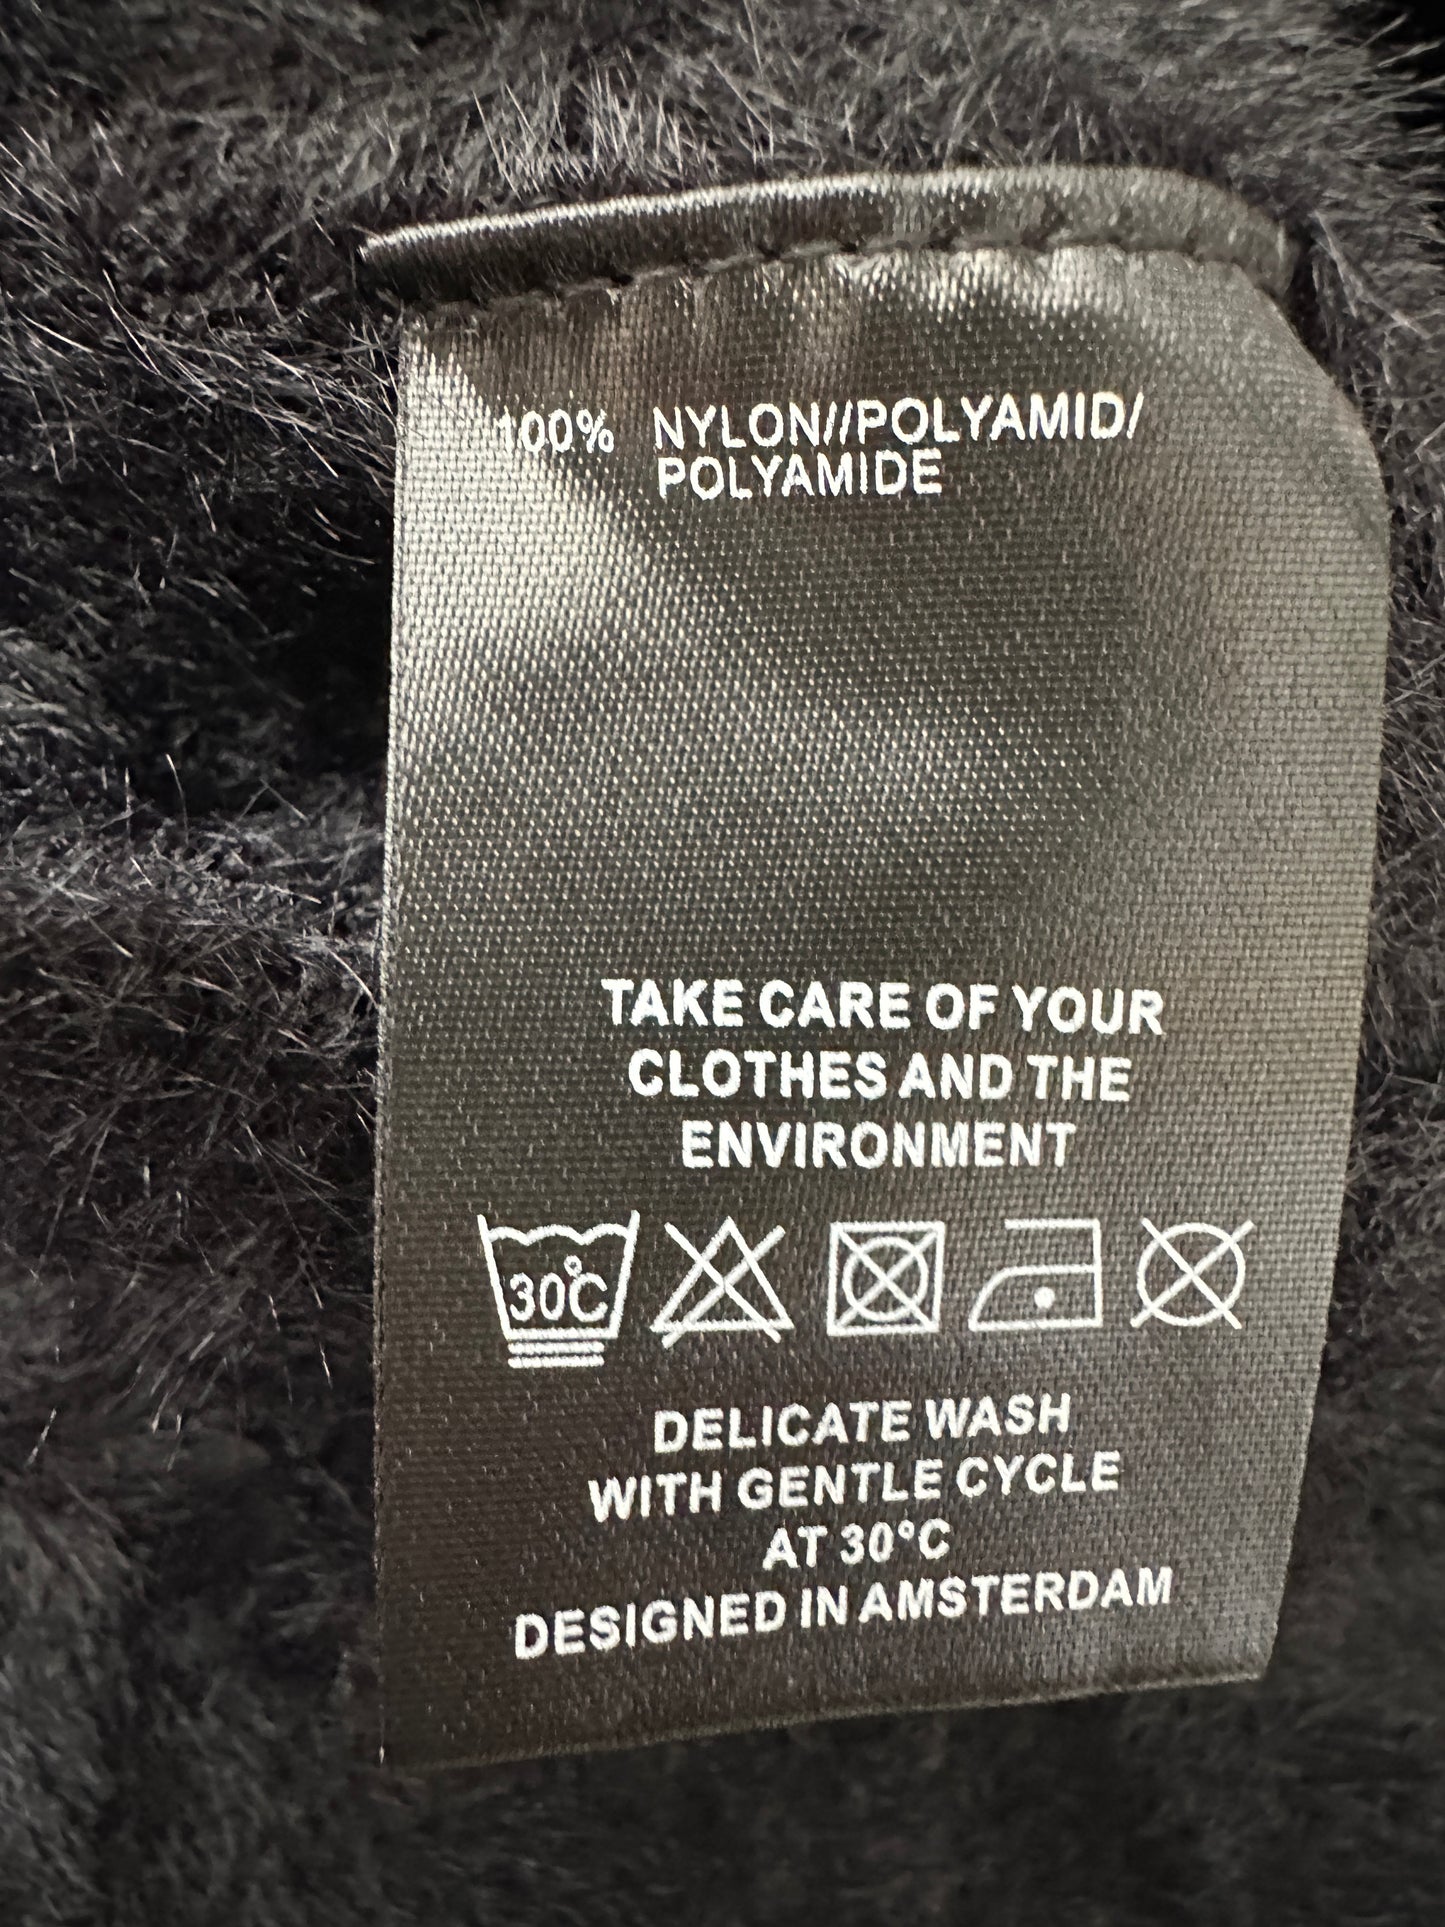 100% NYLON//POLYAMID/
POLYAMIDE
TAKE CARE OF YOUR
CLOTHES AND THE
ENVIRONMENT
30°C
DELICATE WASH
WITH GENTLE CYCLE
AT 30°C
DESIGNED IN AMSTERDAM